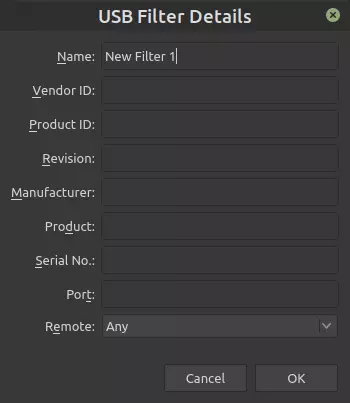 USB Filter Details
Name: New Filter 1
Vendor ID:
Product ID:
Revision:
Manufacturer:
Product:
Serial No.:
Port:
Remote: Any
Cancel OK